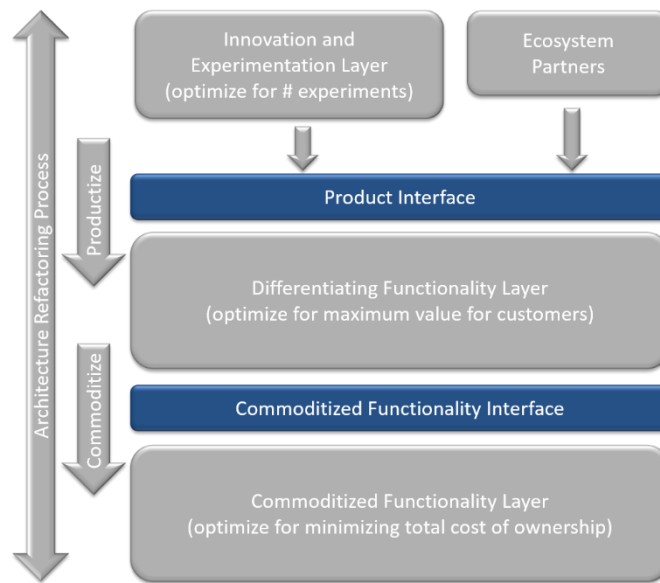 Innovation and
Experimentation Layer
(optimize for # experiments)
Ecosystem
Partners
Architecture Refactoring Process
Productize
Product Interface
Differentiating Functionality Layer
(optimize for maximum value for customers)
Commoditize
Commoditized Functionality Interface
Commoditized Functionality Layer
(optimize for minimizing total cost of ownership)